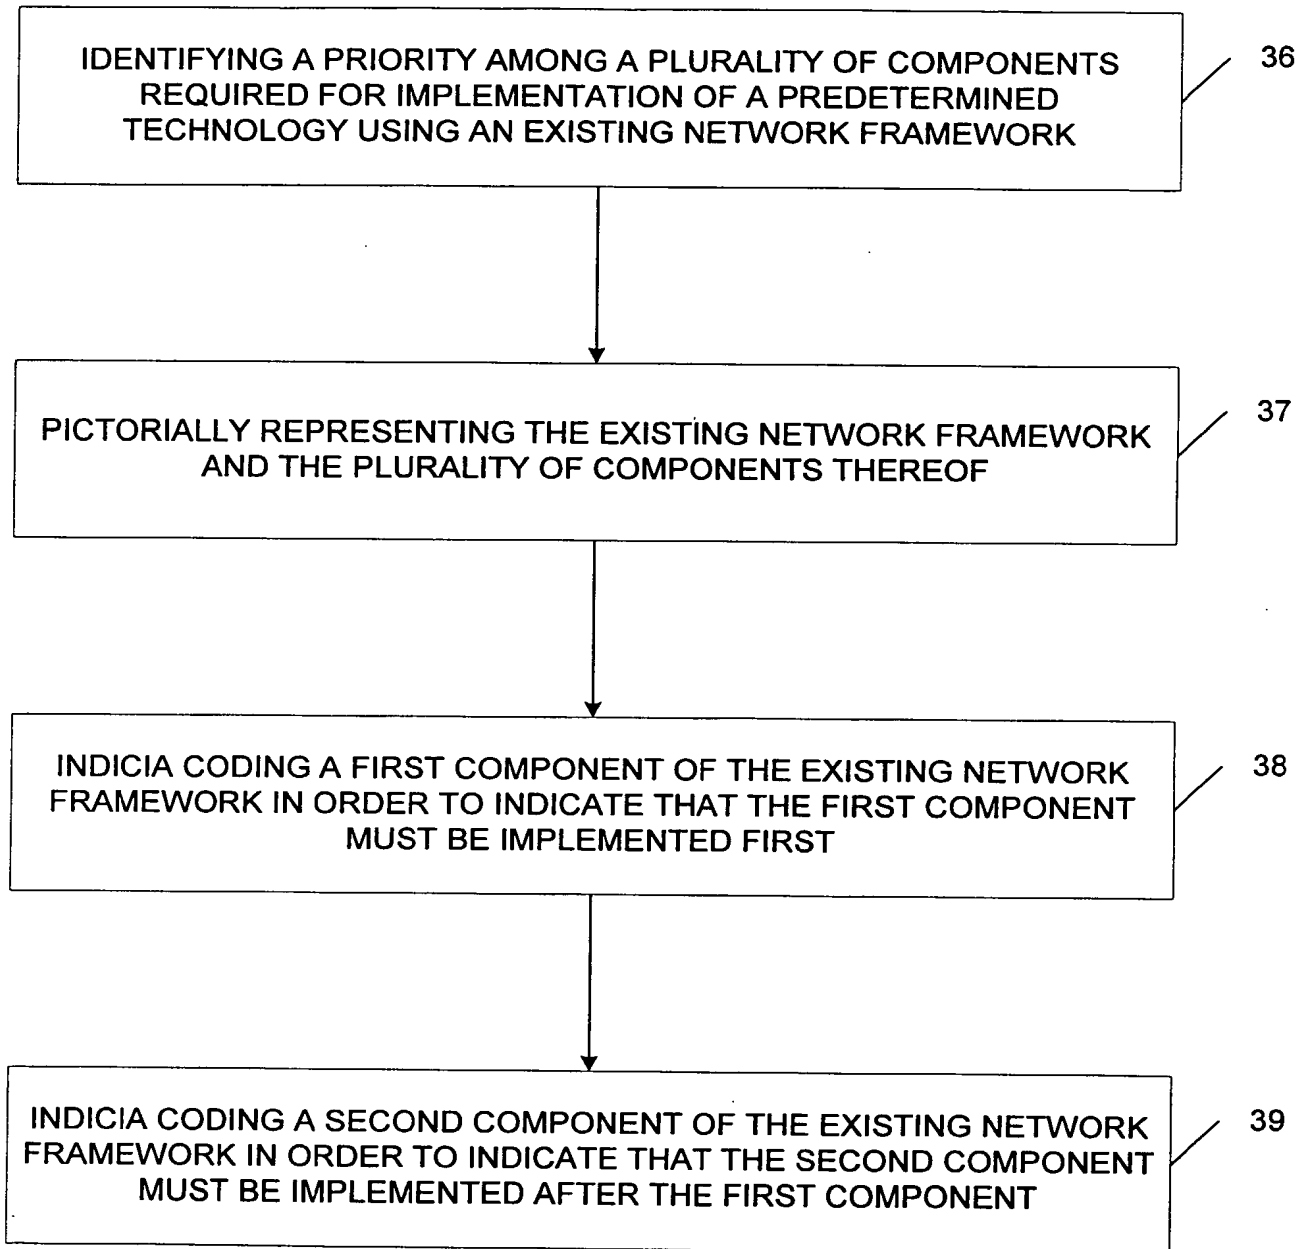 IDENTIFYING A PRIORITY AMONG A PLURALITY OF COMPONENTS
REQUIRED FOR IMPLEMENTATION OF A PREDETERMINED
TECHNOLOGY USING AN EXISTING NETWORK FRAMEWORK
36
PICTORIALLY REPRESENTING THE EXISTING NETWORK FRAMEWORK
AND THE PLURALITY OF COMPONENTS THEREOF
37
INDICIA CODING A FIRST COMPONENT OF THE EXISTING NETWORK
FRAMEWORK IN ORDER TO INDICATE THAT THE FIRST COMPONENT
MUST BE IMPLEMENTED FIRST
38
INDICIA CODING A SECOND COMPONENT OF THE EXISTING NETWORK
FRAMEWORK IN ORDER TO INDICATE THAT THE SECOND COMPONENT
MUST BE IMPLEMENTED AFTER THE FIRST COMPONENT
39